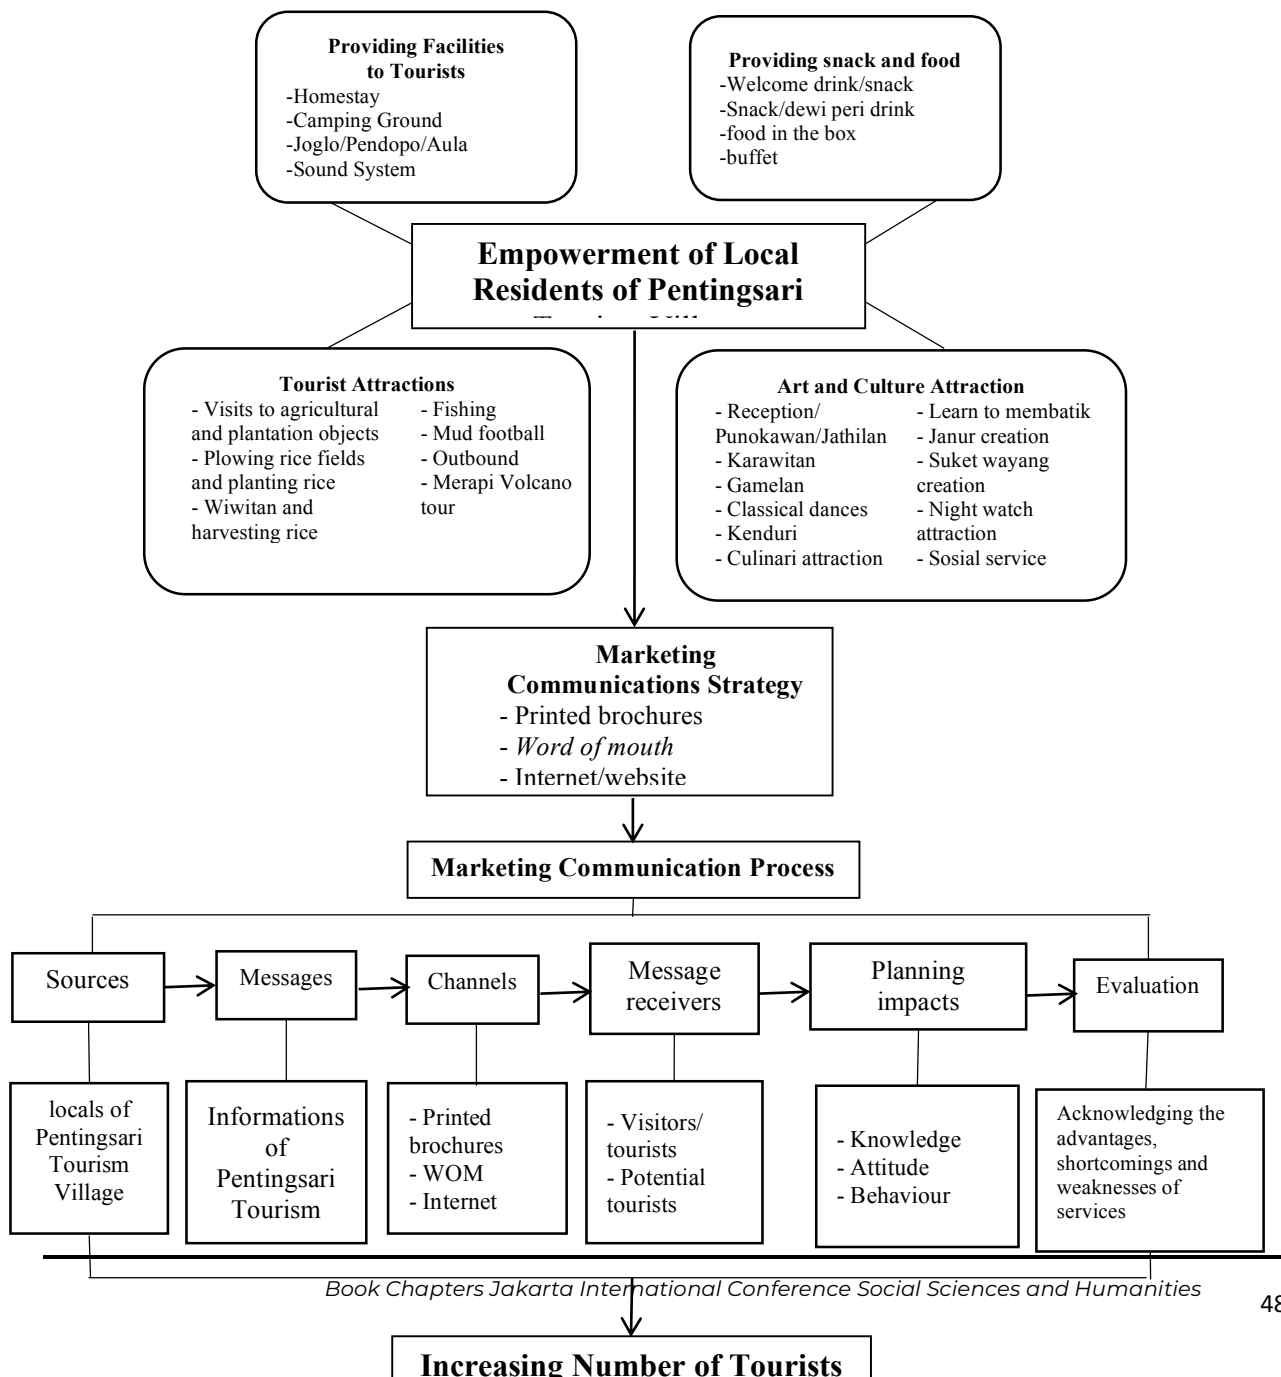 Providing Facilities
to Tourists
-Homestay
-Camping Ground
-Joglo/Pendopo/Aula
-Sound System
Providing snack and food
-Welcome drink/snack
-Snack/dewi peri drink
-food in the box
-buffet
Empowerment of Local
Residents of Pentingsari
Tourist Attractions
- Visits to agricultural
and plantation objects
- Plowing rice fields
and planting rice
- Wiwitan and
harvesting rice
- Fishing
- Mud football
- Outbound
- Merapi Volcano
tour
Art and Culture Attraction
- Reception/
Punokawan/Jathilan
- Karawitan
- Gamelan
- Classical dances
- Kenduri
- Culinari attraction
- Learn to membatik
- Janur creation
- Suket wayang
creation
- Night watch
attraction
- Sosial service
Marketing
Communications Strategy
- Printed brochures
- Word of mouth
- Internet/website
Marketing Communication Process
Sources
Messages
Channels
Message
receivers
Planning
impacts
Evaluation
locals of
Pentingsari
Tourism
Village
Informations
of
Pentingsari
Tourism
- Printed
brochures
- WOM
- Internet
- Visitors/
tourists
- Potential
tourists
- Knowledge
- Attitude
- Behaviour
Acknowledging the
advantages,
shortcomings and
weaknesses of
services
Book Chapters Jakarta International Conference Social Sciences and Humanities
48
Increasing Number of Tourists